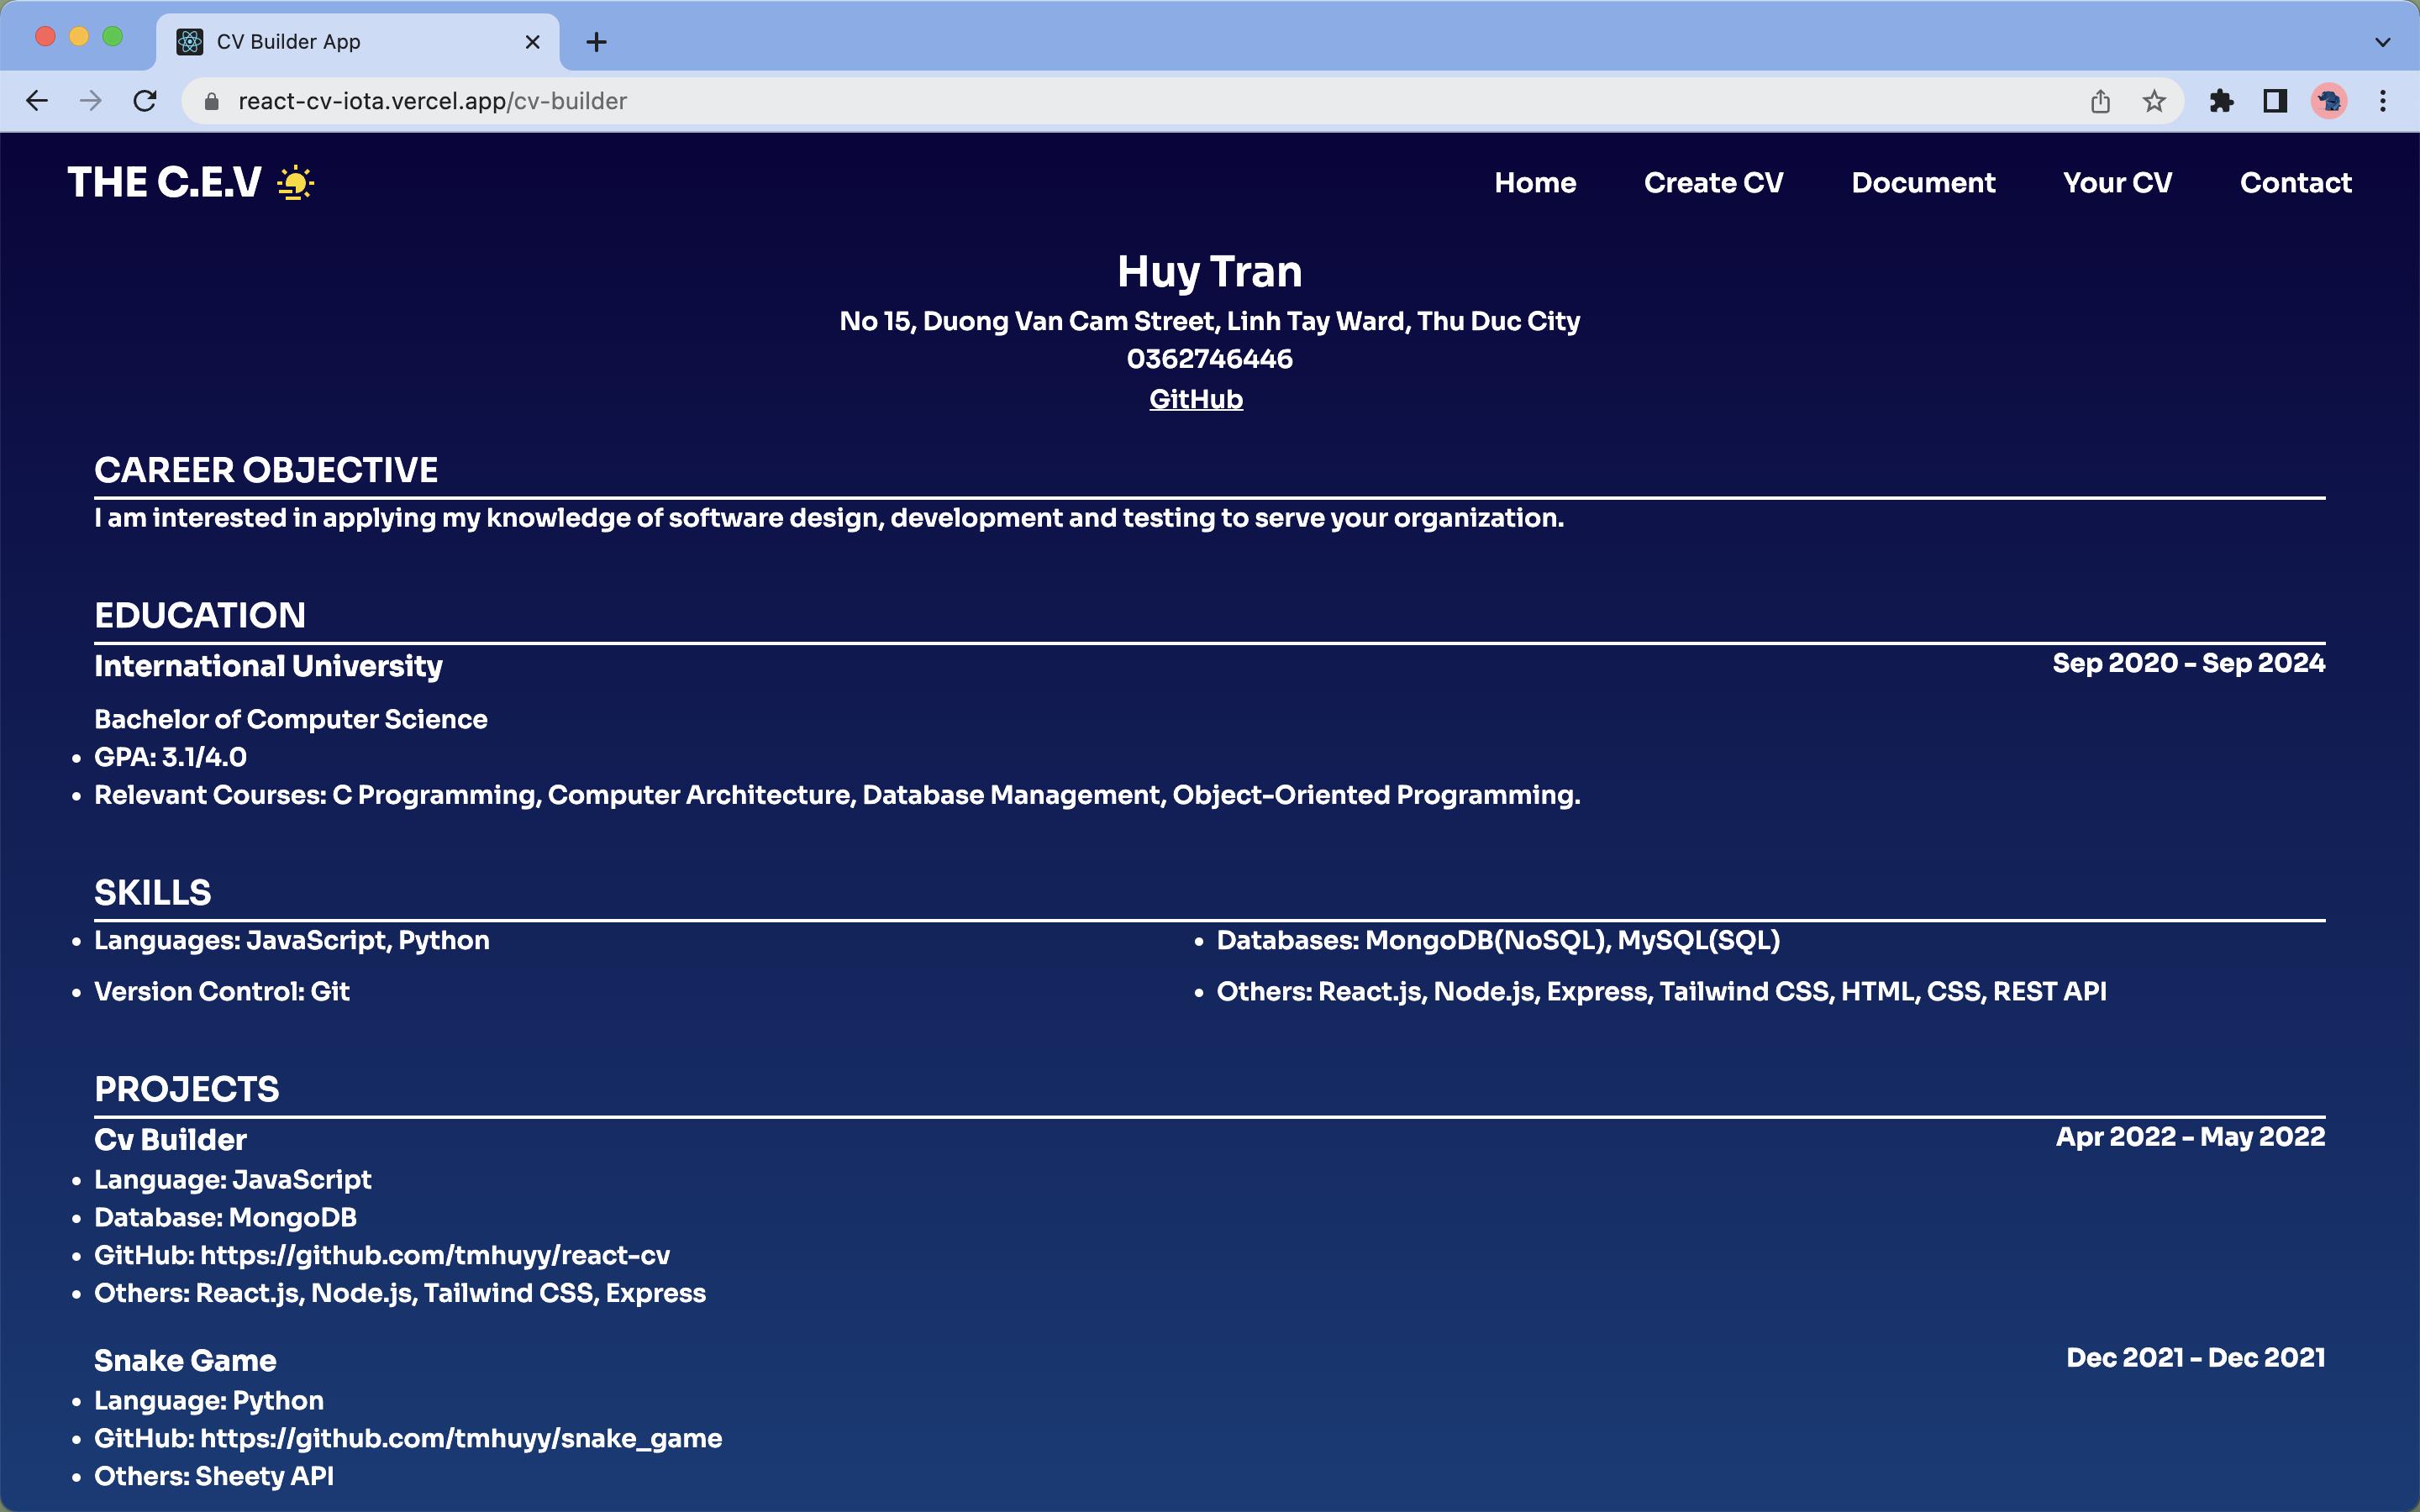 CV Builder App
react-cv-iota.vercel.app/cv-builder
THE C.E.V
Home Create CV Document Your CV Contact
Huy Tran
No 15, Duong Van Cam Street, Linh Tay Ward, Thu Duc City
0362746446
GitHub
CAREER OBJECTIVE
I am interested in applying my knowledge of software design, development and testing to serve your organization.
EDUCATION
International University Sep 2020 - Sep 2024
Bachelor of Computer Science
• GPA: 3.1/4.0
• Relevant Courses: C Programming, Computer Architecture, Database Management, Object-Oriented Programming.
SKILLS
• Languages: JavaScript, Python
• Databases: MongoDB(NoSQL), MySQL(SQL)
• Version Control: Git
• Others: React.js, Node.js, Express, Tailwind CSS, HTML, CSS, REST API
PROJECTS
Cv Builder Apr 2022 - May 2022
• Language: JavaScript
• Database: MongoDB
• GitHub: https://github.com/tmhuyy/react-cv
• Others: React.js, Node.js, Tailwind CSS, Express
Snake Game Dec 2021 - Dec 2021
• Language: Python
• GitHub: https://github.com/tmhuyy/snake_game
• Others: Sheety API